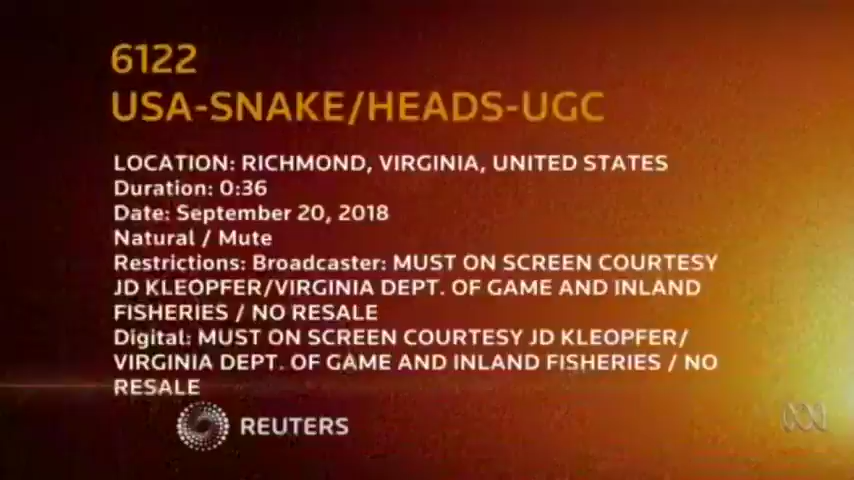 6122
USA-SNAKE/HEADS-UGC
LOCATION: RICHMOND, VIRGINIA, UNITED STATES
Duration: 0:36
Date: September 20, 2018
Natural / Mute
Restrictions: Broadcaster: MUST ON SCREEN COURTESY
JD KLEOPFER/VIRGINIA DEPT. OF GAME AND INLAND
FISHERIES / NO RESALE
Digital: MUST ON SCREEN COURTESY JD KLEOPFER/
VIRGINIA DEPT. OF GAME AND INLAND FISHERIES / NO
RESALE
REUTERS